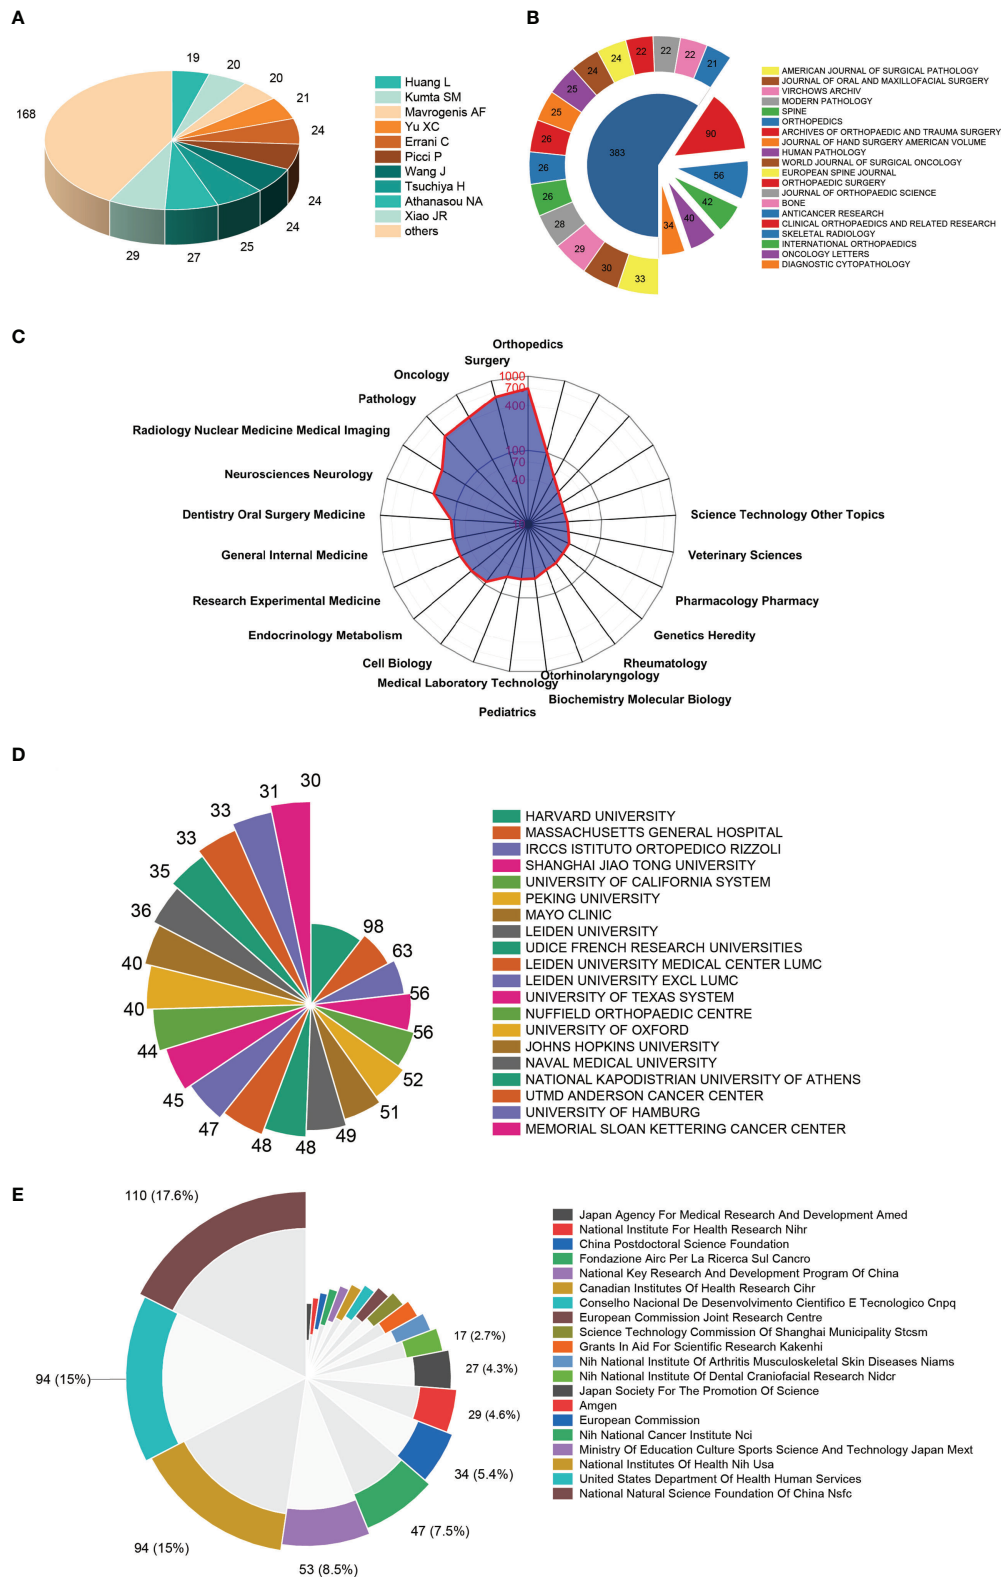 A
19
20
20
21
24
24
24
25
27
29
168
Huang L
Kumta SM
Mavrogenis AF
Yu XC
Errani C
Picci P
Wang J
Tsuchiya H
Athanasou NA
Xiao JR
others
B
21
22
22
22
24
24
25
25
26
26
26
28
29
30
33
383
90
56
42
40
34
AMERICAN JOURNAL OF SURGICAL PATHOLOGY
JOURNAL OF ORAL AND MAXILLOFACIAL SURGERY
VIRCHOWS ARCHIV
MODERN PATHOLOGY
SPINE
ORTHOPEDICS
ARCHIVES OF ORTHOPAEDIC AND TRAUMA SURGERY
JOURNAL OF HAND SURGERY AMERICAN VOLUME
HUMAN PATHOLOGY
WORLD JOURNAL OF SURGICAL ONCOLOGY
EUROPEAN SPINE JOURNAL
ORTHOPAEDIC SURGERY
JOURNAL OF ORTHOPAEDIC SCIENCE
BONE
ANTICANCER RESEARCH
CLINICAL ORTHOPAEDICS AND RELATED RESEARCH
SKELETAL RADIOLOGY
INTERNATIONAL ORTHOPAEDICS
ONCOLOGY LETTERS
DIAGNOSTIC CYTOPATHOLOGY
C
Orthopedics
Surgery
Oncology
Pathology
Radiology Nuclear Medicine Medical Imaging
Neurosciences Neurology
Dentistry Oral Surgery Medicine
General Internal Medicine
Research Experimental Medicine
Endocrinology Metabolism
Cell Biology
Medical Laboratory Technology
Pediatrics
Biochemistry Molecular Biology
Otorhinolaryngology
Rheumatology
Genetics Heredity
Pharmacology Pharmacy
Veterinary Sciences
Science Technology Other Topics
1000
700
400
100
70
40
D
30
31
33
33
35
36
40
40
44
45
47
48
48
49
51
52
56
56
63
98
HARVARD UNIVERSITY
MASSACHUSETTS GENERAL HOSPITAL
IRCCS ISTITUTO ORTOPEDICO RIZZOLI
SHANGHAI JIAO TONG UNIVERSITY
UNIVERSITY OF CALIFORNIA SYSTEM
PEKING UNIVERSITY
MAYO CLINIC
LEIDEN UNIVERSITY
UDICE FRENCH RESEARCH UNIVERSITIES
LEIDEN UNIVERSITY MEDICAL CENTER LUMC
LEIDEN UNIVERSITY EXCL LUMC
UNIVERSITY OF TEXAS SYSTEM
NUFFIELD ORTHOPAEDIC CENTRE
UNIVERSITY OF OXFORD
JOHNS HOPKINS UNIVERSITY
NAVAL MEDICAL UNIVERSITY
NATIONAL KAPODISTRIAN UNIVERSITY OF ATHENS
UTMD ANDERSON CANCER CENTER
UNIVERSITY OF HAMBURG
MEMORIAL SLOAN KETTERING CANCER CENTER
E
110 (17.6%)
94 (15%)
94 (15%)
53 (8.5%)
47 (7.5%)
34 (5.4%)
29 (4.6%)
27 (4.3%)
17 (2.7%)
Japan Agency For Medical Research And Development Amed
National Institute For Health Research Nihr
China Postdoctoral Science Foundation
Fondazione Airc Per La Ricerca Sul Cancro
National Key Research And Development Program Of China
Canadian Institutes Of Health Research Cihr
Conselho Nacional De Desenvolvimento Cientifico E Tecnologico Cnpq
European Commission Joint Research Centre
Science Technology Commission Of Shanghai Municipality Stcsm
Grants In Aid For Scientific Research Kakenhi
Nih National Institute Of Arthritis Musculoskeletal Skin Diseases Niams
Nih National Institute Of Dental Craniofacial Research Nidcr
Japan Society For The Promotion Of Science
Amgen
European Commission
Nih National Cancer Institute Nci
Ministry Of Education Culture Sports Science And Technology Japan Mext
National Institutes Of Health Nih Usa
United States Department Of Health Human Services
National Natural Science Foundation Of China Nsfc